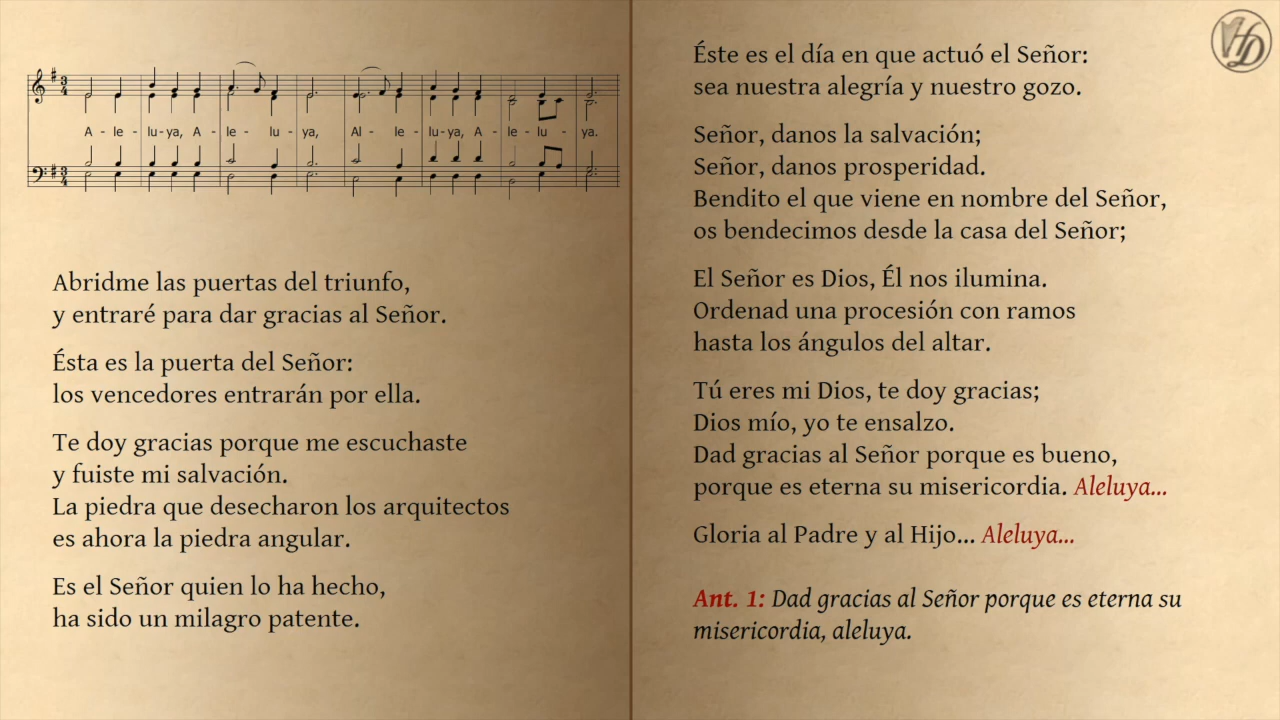 A - le - lu - ya, A - le - lu - ya, Al - le - lu - ya, A - le - lu - ya.
Abridme las puertas del triunfo,
y entraré para dar gracias al Señor.
Ésta es la puerta del Señor:
los vencedores entrarán por ella.
Te doy gracias porque me escuchaste
y fuiste mi salvación.
La piedra que desecharon los arquitectos
es ahora la piedra angular.
Es el Señor quien lo ha hecho,
ha sido un milagro patente.
Éste es el día en que actuó el Señor:
sea nuestra alegría y nuestro gozo.
Señor, danos la salvación;
Señor, danos prosperidad.
Bendito el que viene en nombre del Señor,
os bendecimos desde la casa del Señor;
El Señor es Dios, Él nos ilumina.
Ordenad una procesión con ramos
hasta los ángulos del altar.
Tú eres mi Dios, te doy gracias;
Dios mío, yo te ensalzo.
Dad gracias al Señor porque es bueno,
porque es eterna su misericordia. Aleluya...
Gloria al Padre y al Hijo... Aleluya...
Ant. 1: Dad gracias al Señor porque es eterna su
misericordia, aleluya.
HD